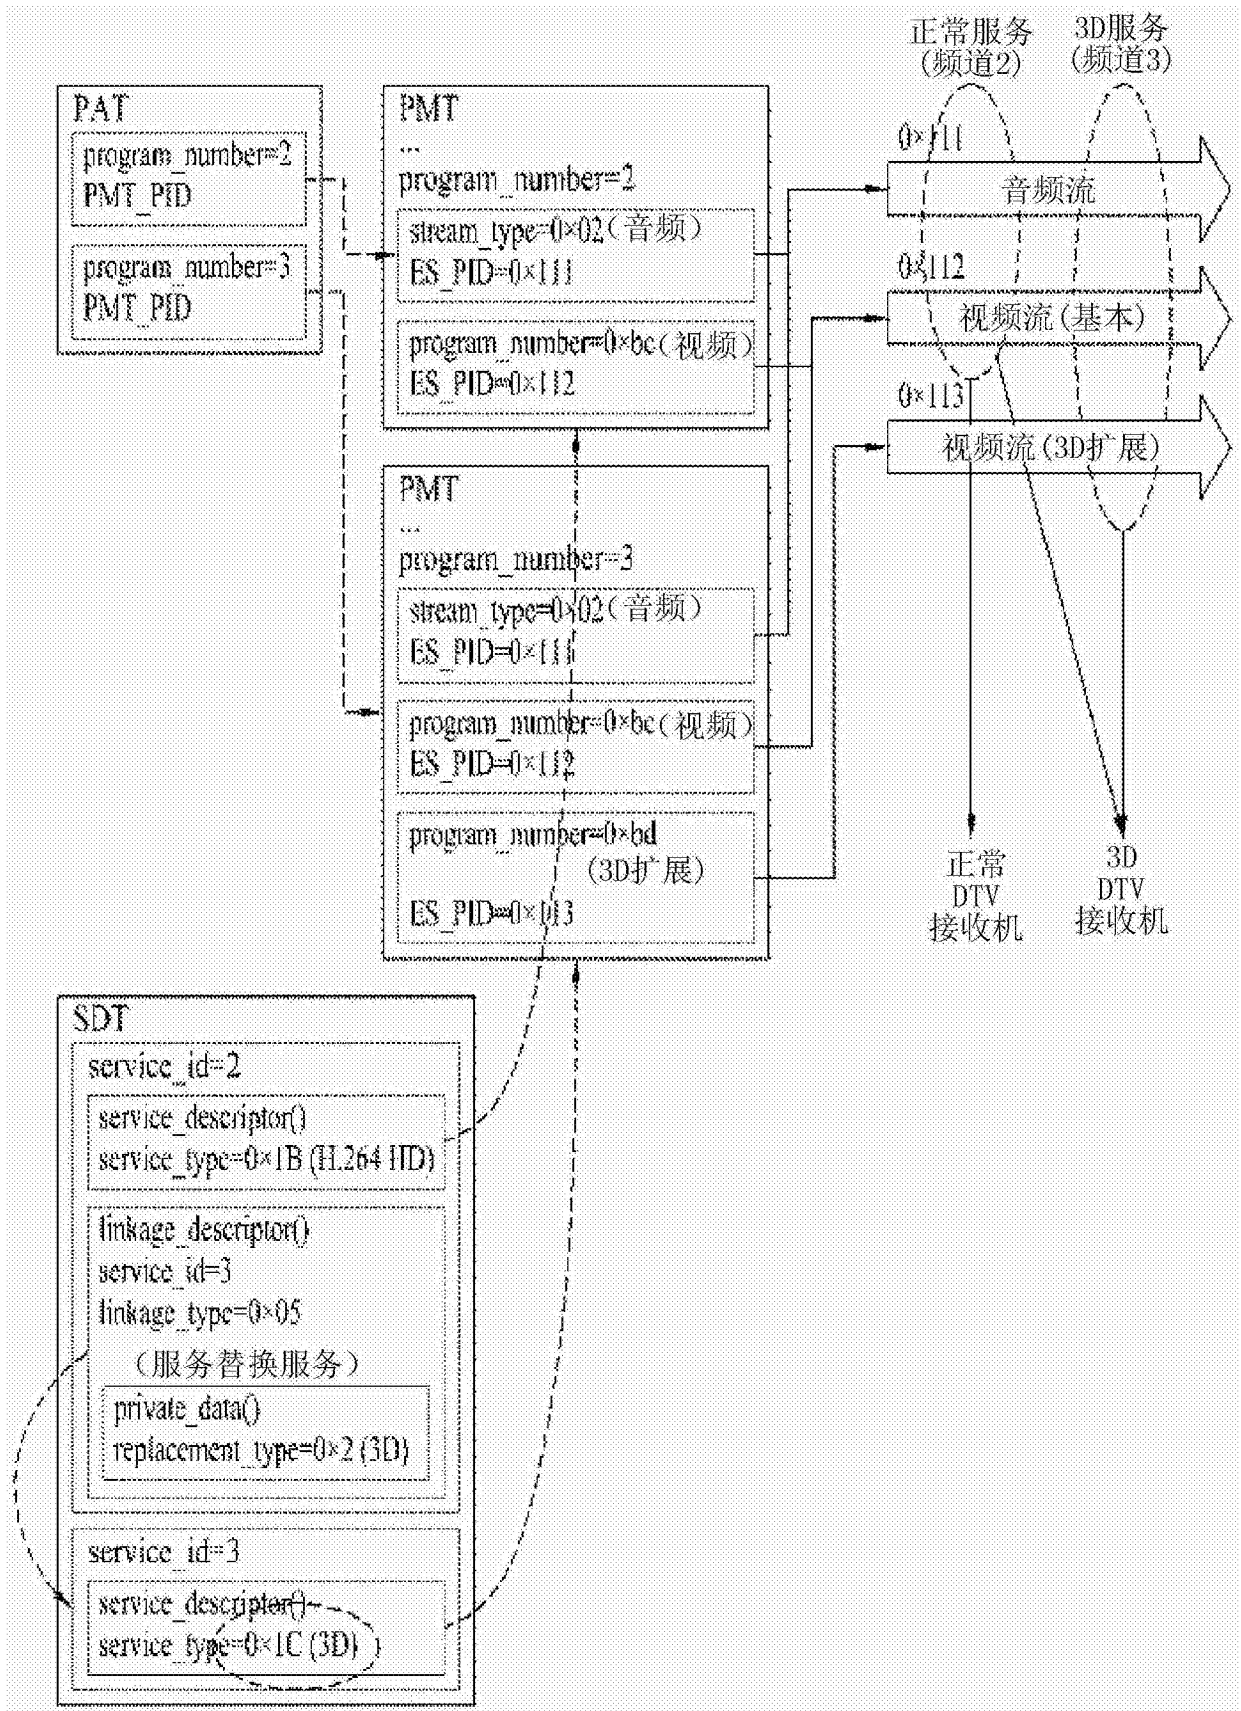 正常服务
(频道2)
3D服务
(频道3)
PAT
program_number=2
PMT_PID
program_number=3
PMT_PID
PMT
...
program_number=2
stream_type=0×02(音频)
ES_PID=0×111
program_number=0×bc(视频)
ES_PID=0×112
0×111
音频流
0×112
视频流(基本)
0×113
视频流(3D扩展)
PMT
...
program_number=3
stream_type=0×02(音频)
ES_PID=0×111
program_number=0×bc(视频)
ES_PID=0×112
program_number=0×bd
(3D扩展)
ES_PID=0×113
正常
DTV
接收机
3D
DTV
接收机
SDT
service_id=2
service_descriptor()
service_type=0×1B (H.264 HD)
linkage_descriptor()
service_id=3
linkage_type=0×05
(服务替换服务)
private_data()
replacement_type=0×2 (3D)
service_id=3
service_descriptor()
service_type=0×1C (3D)